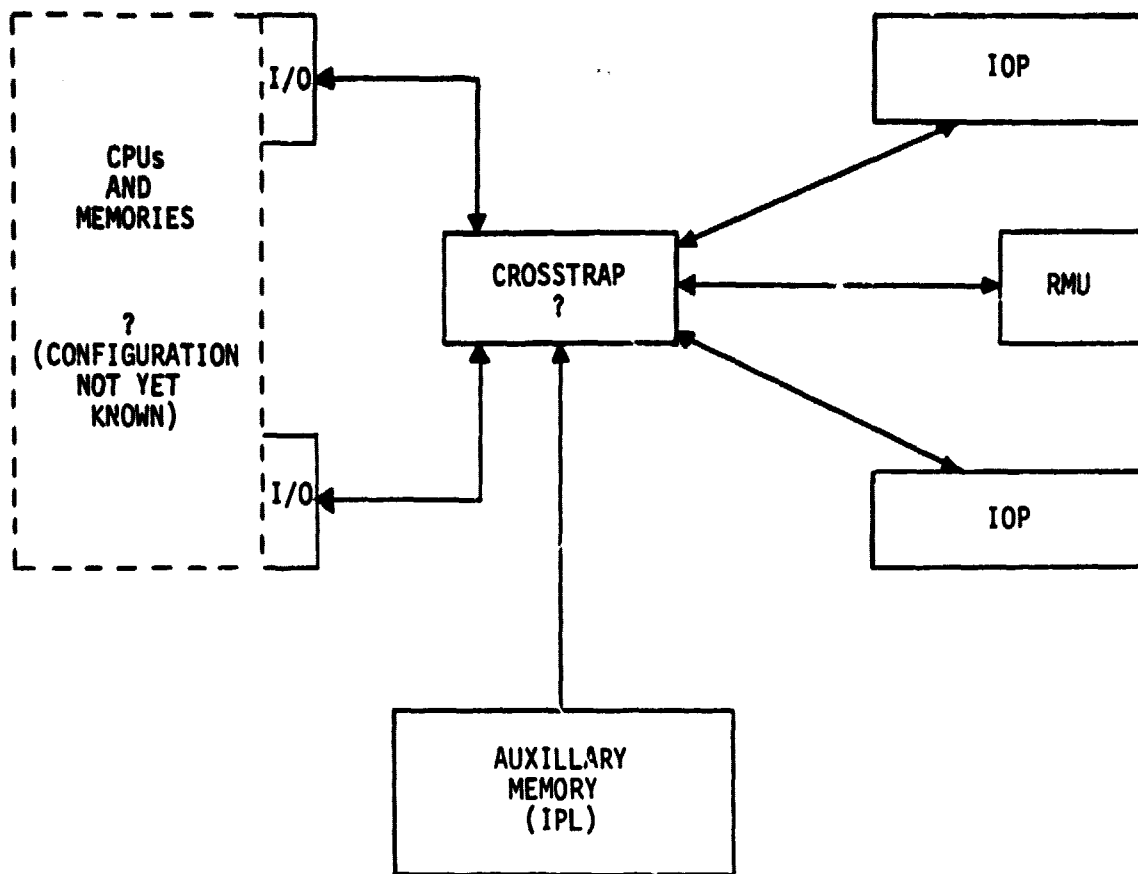 I/O
IOP
CPUs
AND
MEMORIES
CROSSTRAP
?
RMU
?
(CONFIGURATION
NOT YET
KNOWN)
I/O
IOP
AUXILLARY
MEMORY
(IPL)